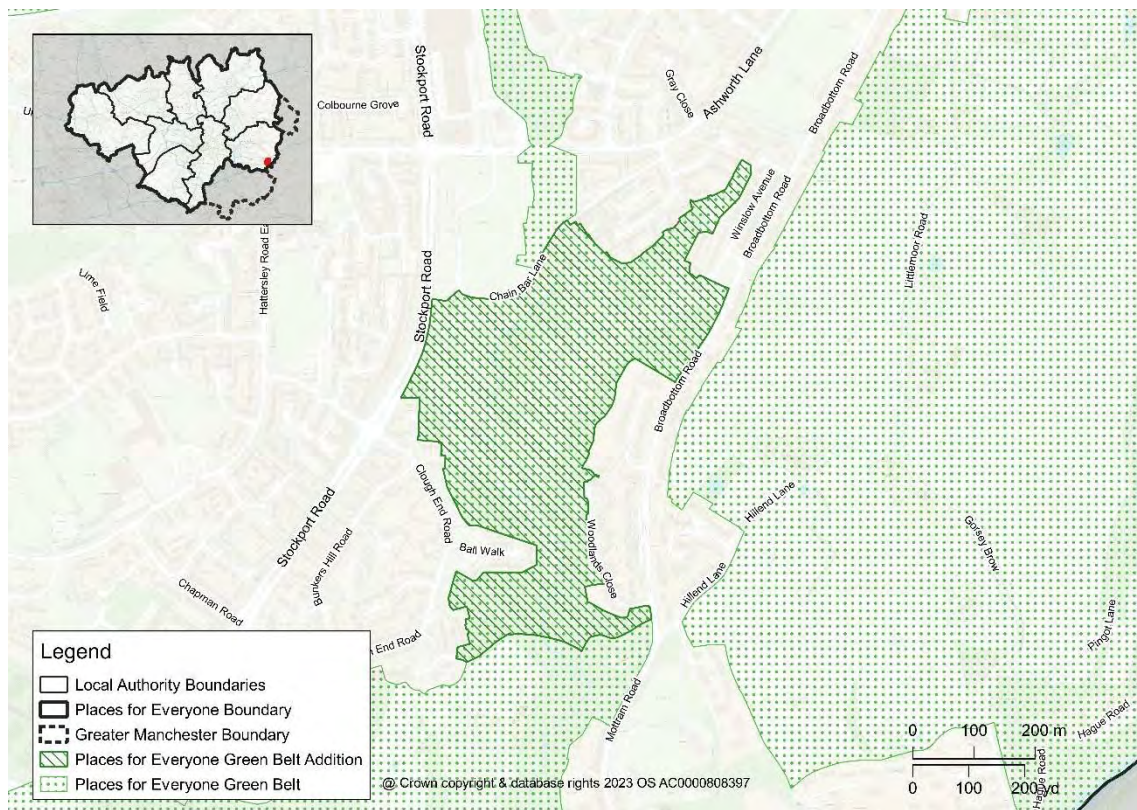 Stockport Road
Colbourne Grove
Gray Close
Ashworth Lane
Broadbottom Road
Winslow Avenue
Broadbottom Road
Littlemoor Road
Lime Field
Hattersley Road
Stockport Road
Chain Bar Lane
Broadbottom Road
Stockport Road
Clough End Road
Ball Walk
Bunkers Hill Road
Chapman Road
Woodlands Close
Hillend Lane
Hillend Lane
Gorsey Brow
Pingot Lane
End Road
Mottram Road
Hague Road
Hague Road
Legend
Local Authority Boundaries
Places for Everyone Boundary
Greater Manchester Boundary
Places for Everyone Green Belt Addition
Places for Everyone Green Belt
@ Crown copyright & database rights 2023 OS AC0000808397
0 100 200 m
0 100 200 yd